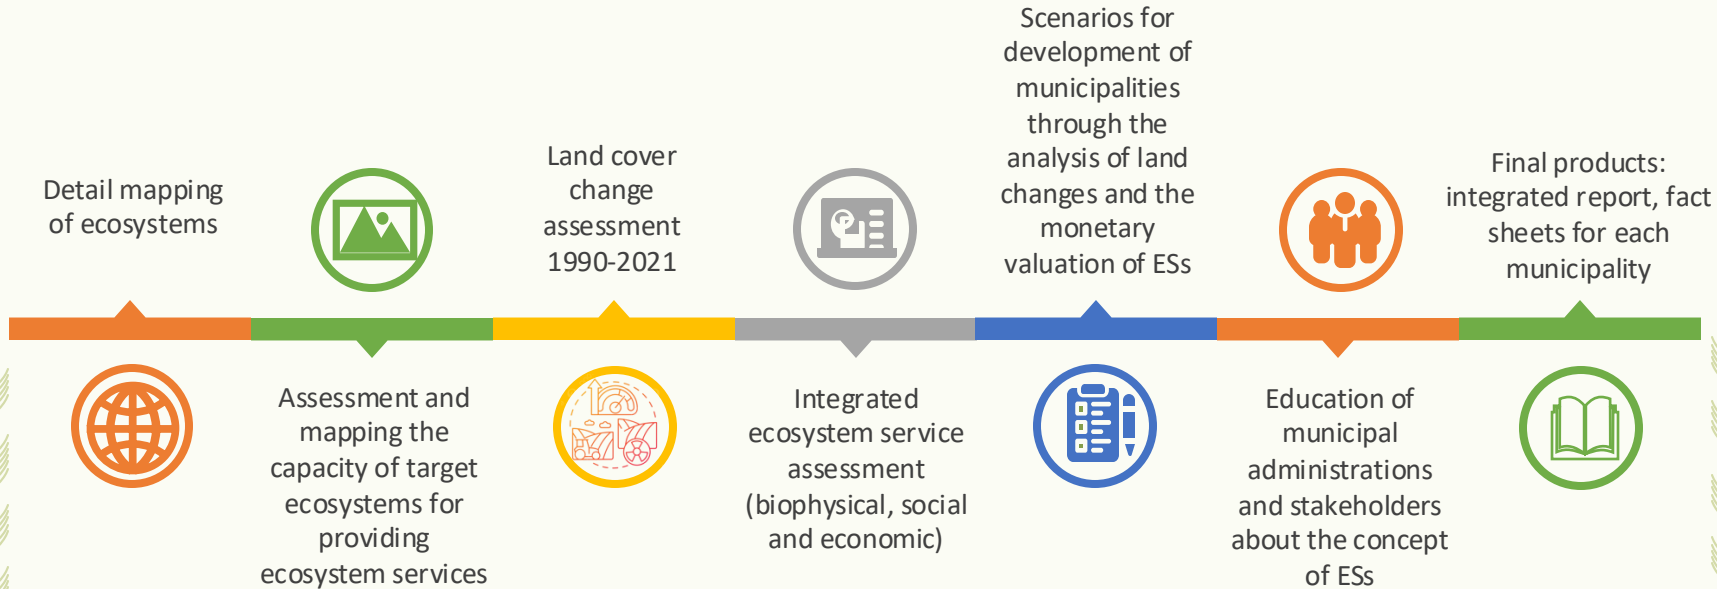 Detail mapping
of ecosystems
Assessment and
mapping the
capacity of target
ecosystems for
providing
ecosystem services
Land cover
change
assessment
1990-2021
Integrated
ecosystem service
assessment
(biophysical, social
and economic)
Scenarios for
development of
municipalities
through the
analysis of land
changes and the
monetary
valuation of ESs
Education of
municipal
administrations
and stakeholders
about the concept
of ESs
Final products:
integrated report, fact
sheets for each
municipality